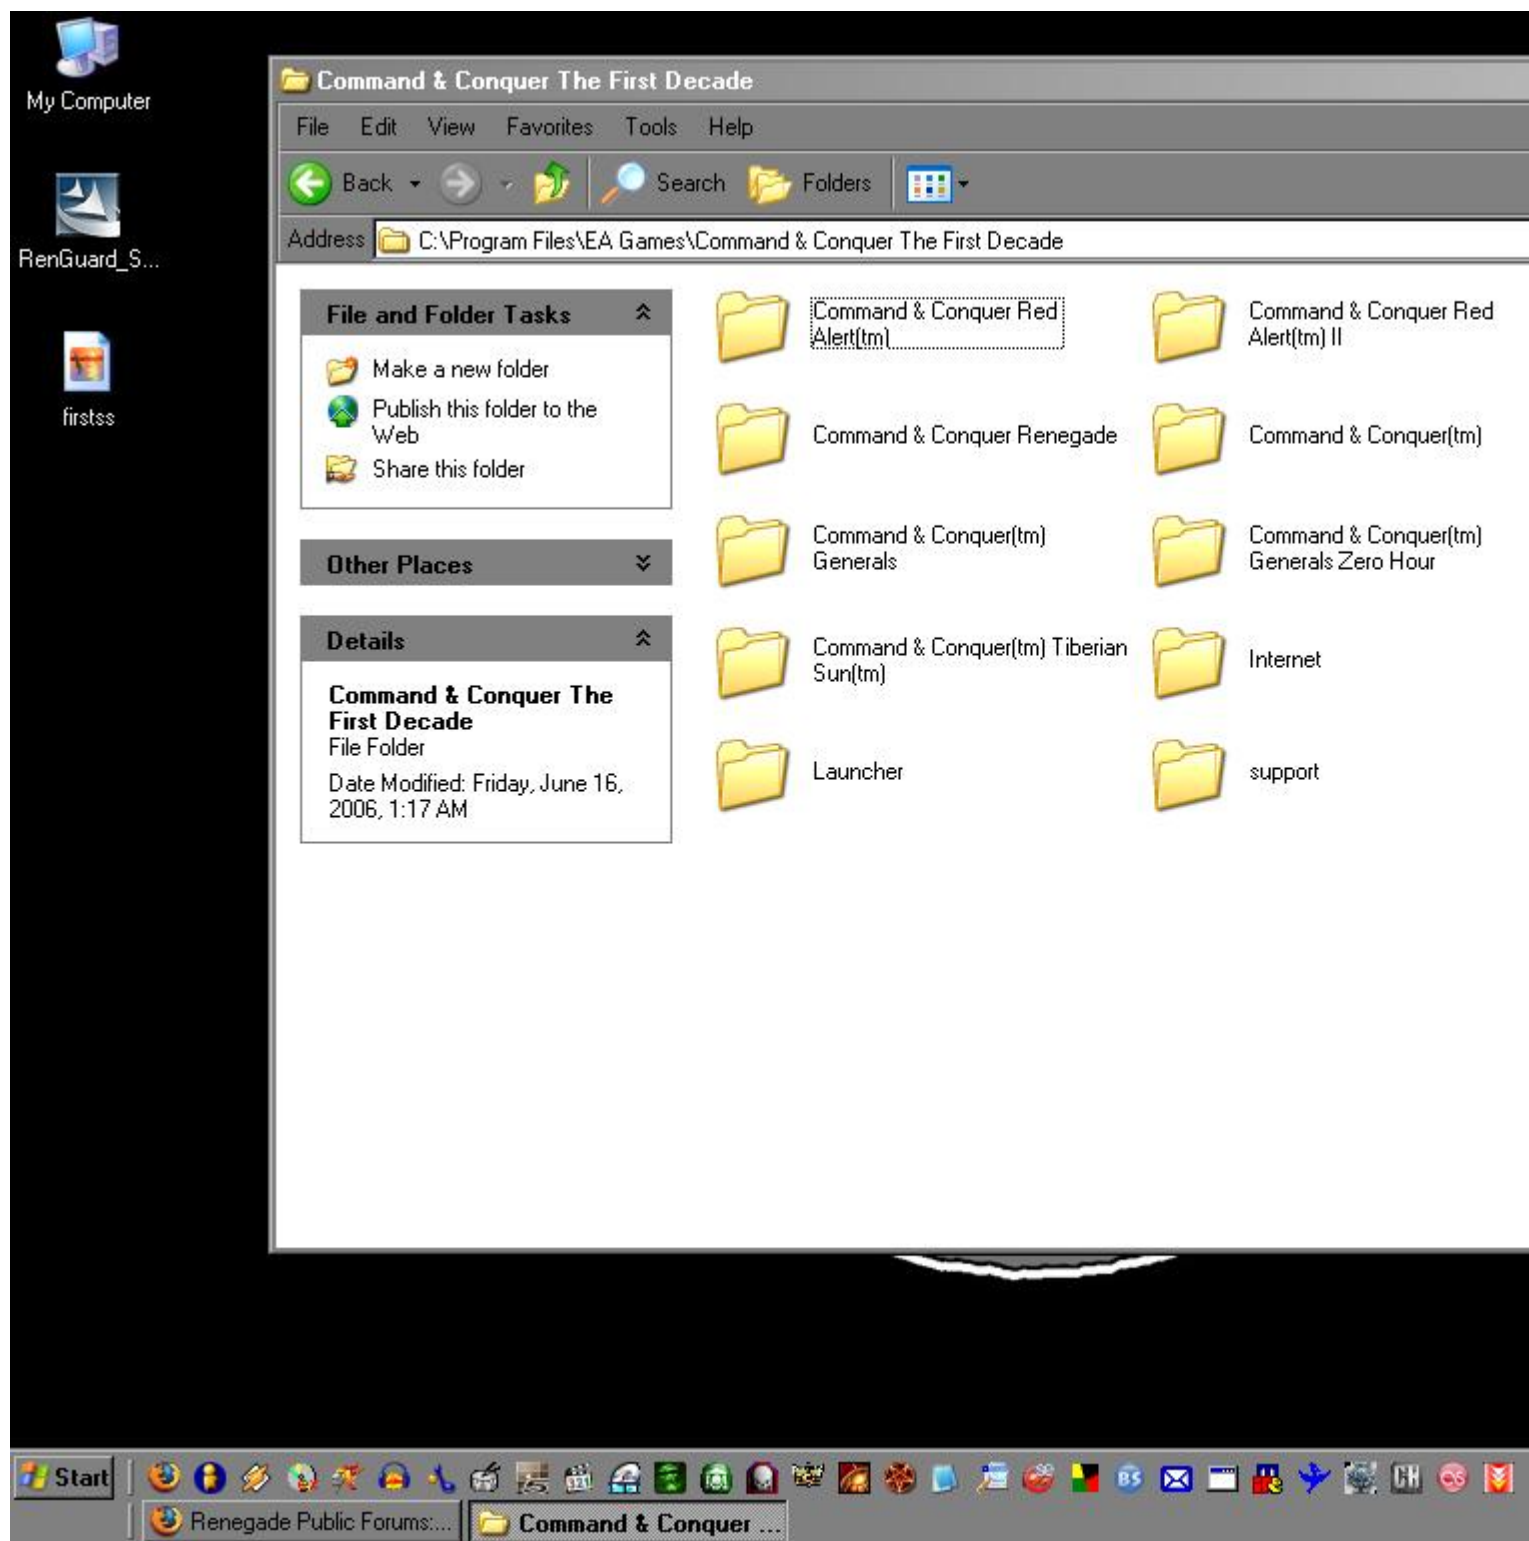 My Computer
RenGuard_S...
firstss
Command & Conquer The First Decade
File Edit View Favorites Tools Help
Back Search Folders
Address C:\Program Files\EA Games\Command & Conquer The First Decade
File and Folder Tasks
Make a new folder
Publish this folder to the
Web
Share this folder
Other Places
Details
Command & Conquer The
First Decade
File Folder
Date Modified: Friday, June 16,
2006, 1:17 AM
Command & Conquer Red
Alert(tm)
Command & Conquer Red
Alert(tm) II
Command & Conquer Renegade
Command & Conquer(tm)
Command & Conquer(tm)
Generals
Command & Conquer(tm)
Generals Zero Hour
Command & Conquer(tm) Tiberian
Sun(tm)
Internet
Launcher
support
Start
BS
Renegade Public Forums:...
Command & Conquer ...